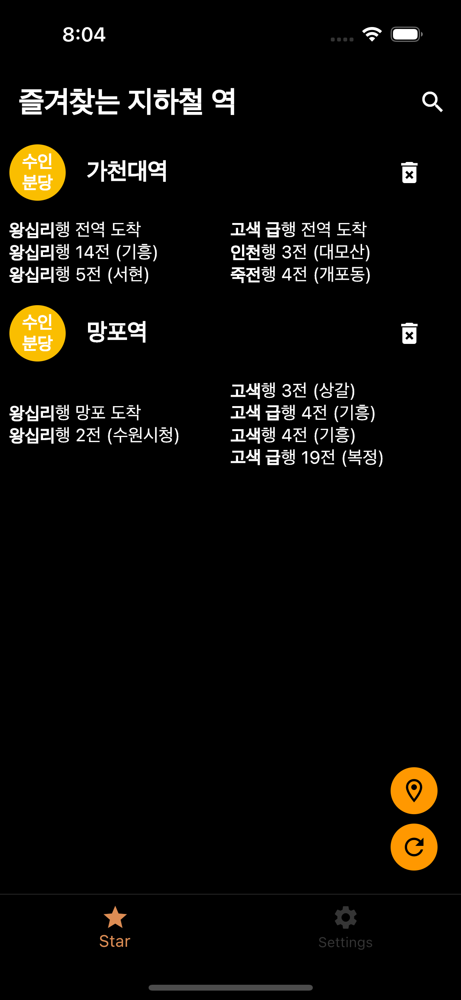 8:04
즐겨찾는 지하철 역
수인
분당
가천대역
왕십리행 전역 도착
왕십리행 14전 (기흥)
왕십리행 5전 (서현)
고색 급행 전역 도착
인천행 3전 (대모산)
죽전행 4전 (개포동)
수인
분당
망포역
왕십리행 망포 도착
왕십리행 2전 (수원시청)
고색행 3전 (상갈)
고색 급행 4전 (기흥)
고색행 4전 (기흥)
고색 급행 19전 (복정)
Star
Settings